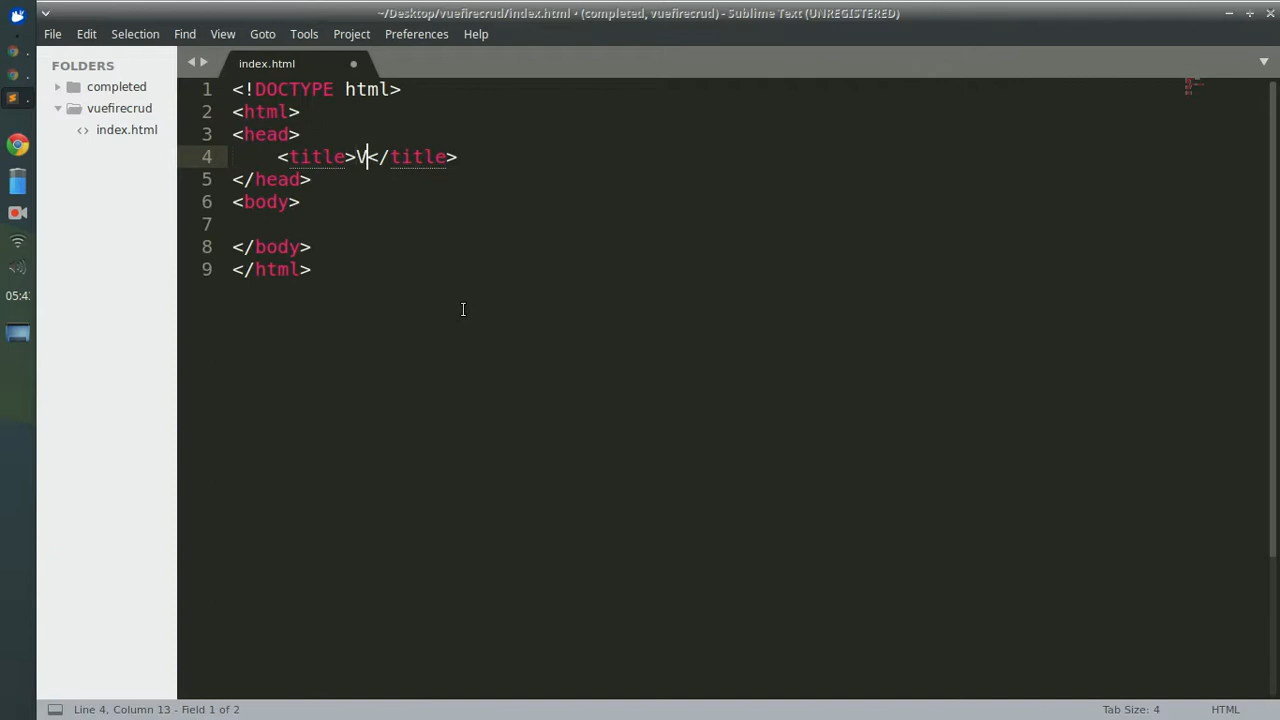 ~/Desktop/vuefirecrud/index.html • (completed, vuefirecrud) - Sublime Text (UNREGISTERED)
File Edit Selection Find View Goto Tools Project Preferences Help
FOLDERS
completed
vuefirecrud
index.html
index.html
1 <!DOCTYPE html>
2 <html>
3 <head>
4 <title>V</title>
5 </head>
6 <body>
7
8 </body>
9 </html>
Line 4, Column 13 - Field 1 of 2
Tab Size: 4
HTML